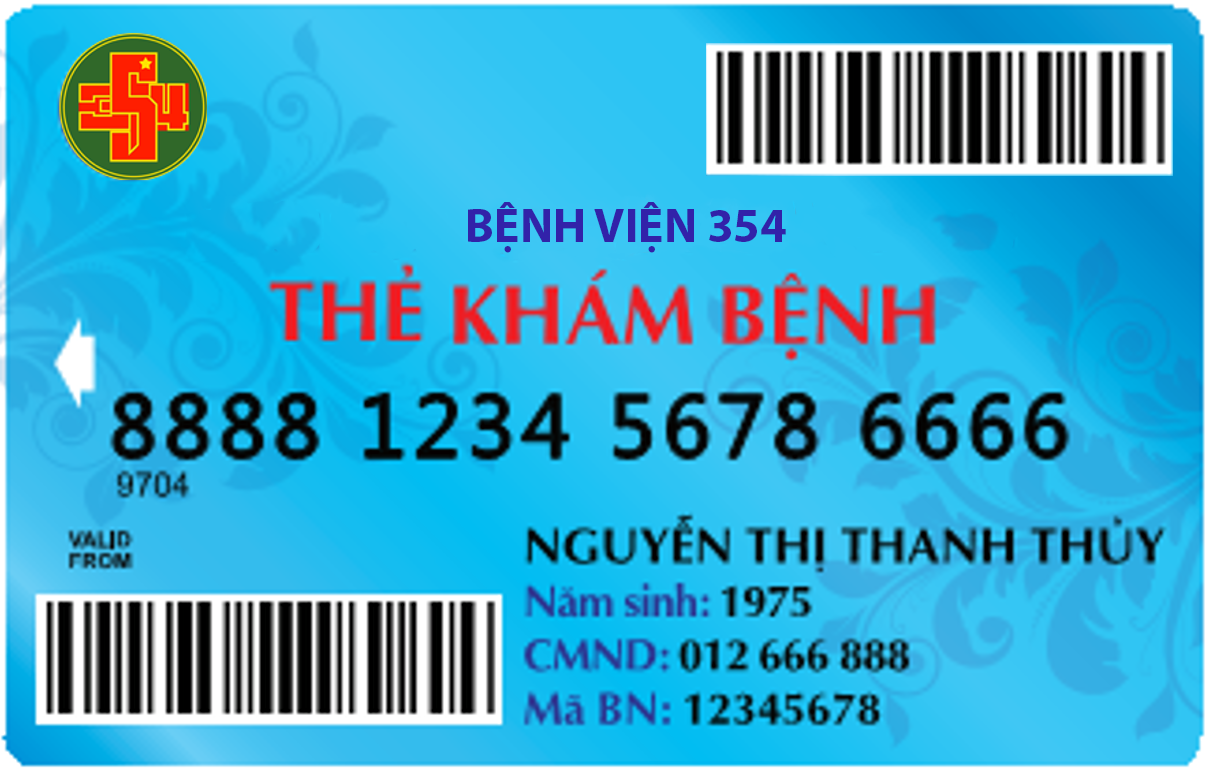 354
BỆNH VIỆN 354
THẺ KHÁM BỆNH
8888 1234 5678 6666
9704
VALID
FROM
NGUYỄN THỊ THANH THỦY
Năm sinh: 1975
CMND: 012 666 888
Mã BN: 12345678